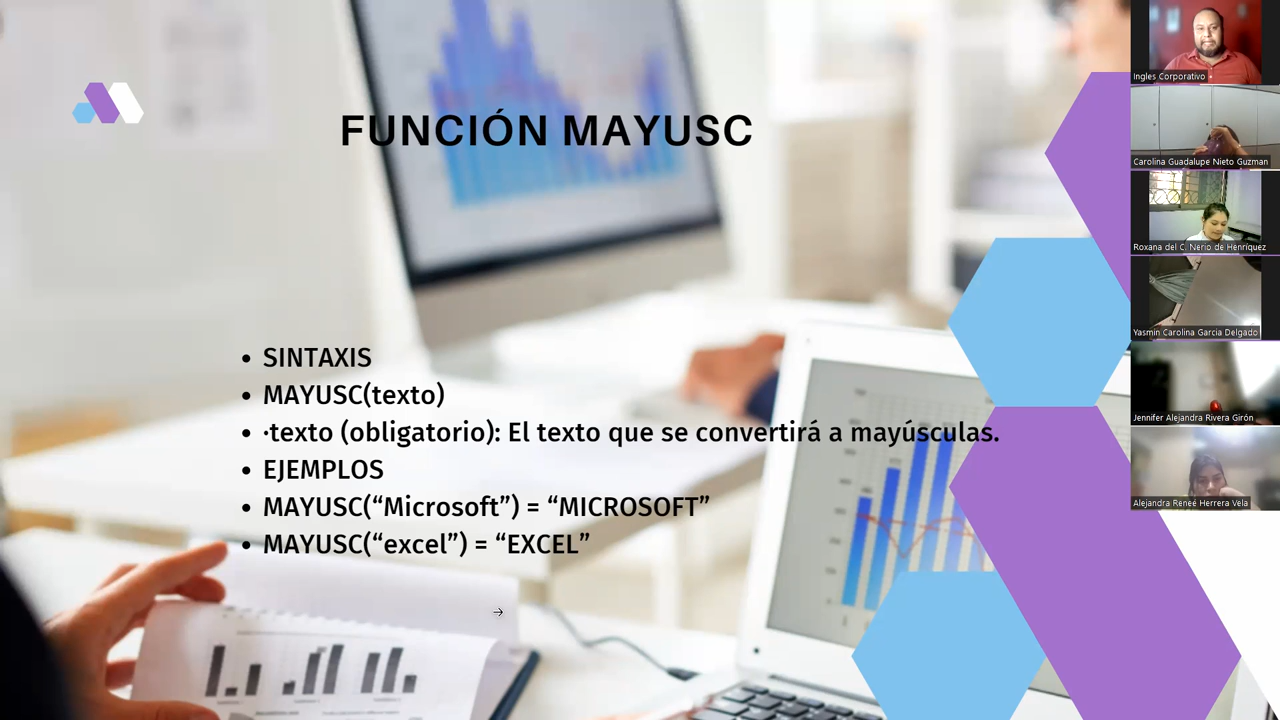 FUNCIÓN MAYUSC
• SINTAXIS
• MAYUSC(texto)
• ·texto (obligatorio): El texto que se convertirá a mayúsculas.
• EJEMPLOS
• MAYUSC(“Microsoft”) = “MICROSOFT”
• MAYUSC(“excel”) = “EXCEL”
Ingles Corporativo
Carolina Guadalupe Nieto Guzman
Roxana del C. Nerio de Henríquez
Yasmin Carolina Garcia Delgado
Jennifer Alejandra Rivera Girón
Alejandra Reneé Herrera Vela